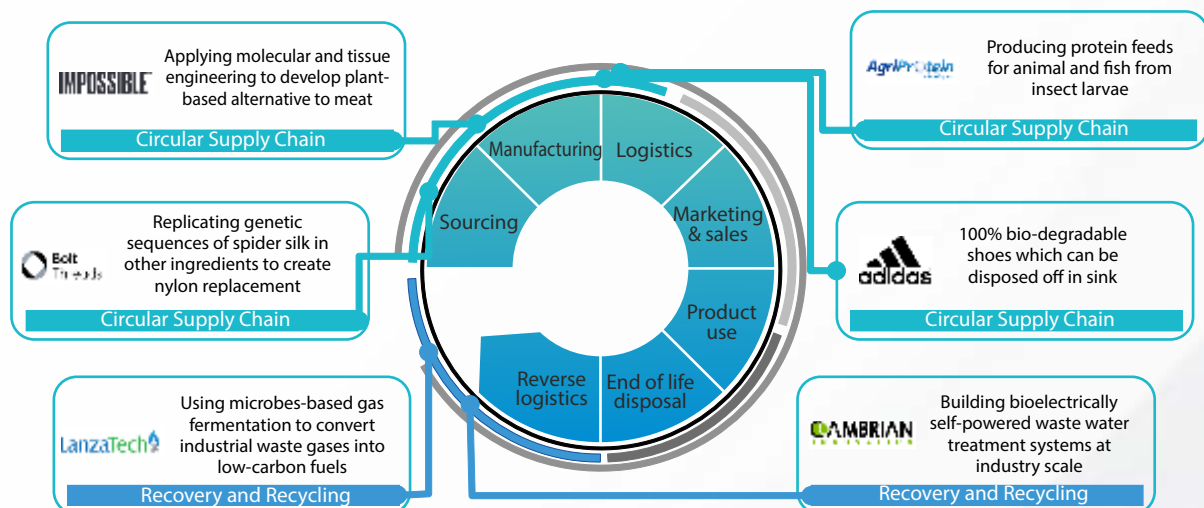 IMPOSSIBLE
Applying molecular and tissue
engineering to develop plant-
based alternative to meat
Circular Supply Chain
AgriProtein
Producing protein feeds
for animal and fish from
insect larvae
Circular Supply Chain
Bolt
Threads
Replicating genetic
sequences of spider silk in
other ingredients to create
nylon replacement
Circular Supply Chain
adidas
100% bio-degradable
shoes which can be
disposed off in sink
Circular Supply Chain
LanzaTech
Using microbes-based gas
fermentation to convert
industrial waste gases into
low-carbon fuels
Recovery and Recycling
CAMBRIAN
INNOVATION
Building bioelectrically
self-powered waste water
treatment systems at
industry scale
Recovery and Recycling
Sourcing
Manufacturing
Logistics
Marketing
& sales
Product
use
End of life
disposal
Reverse
logistics